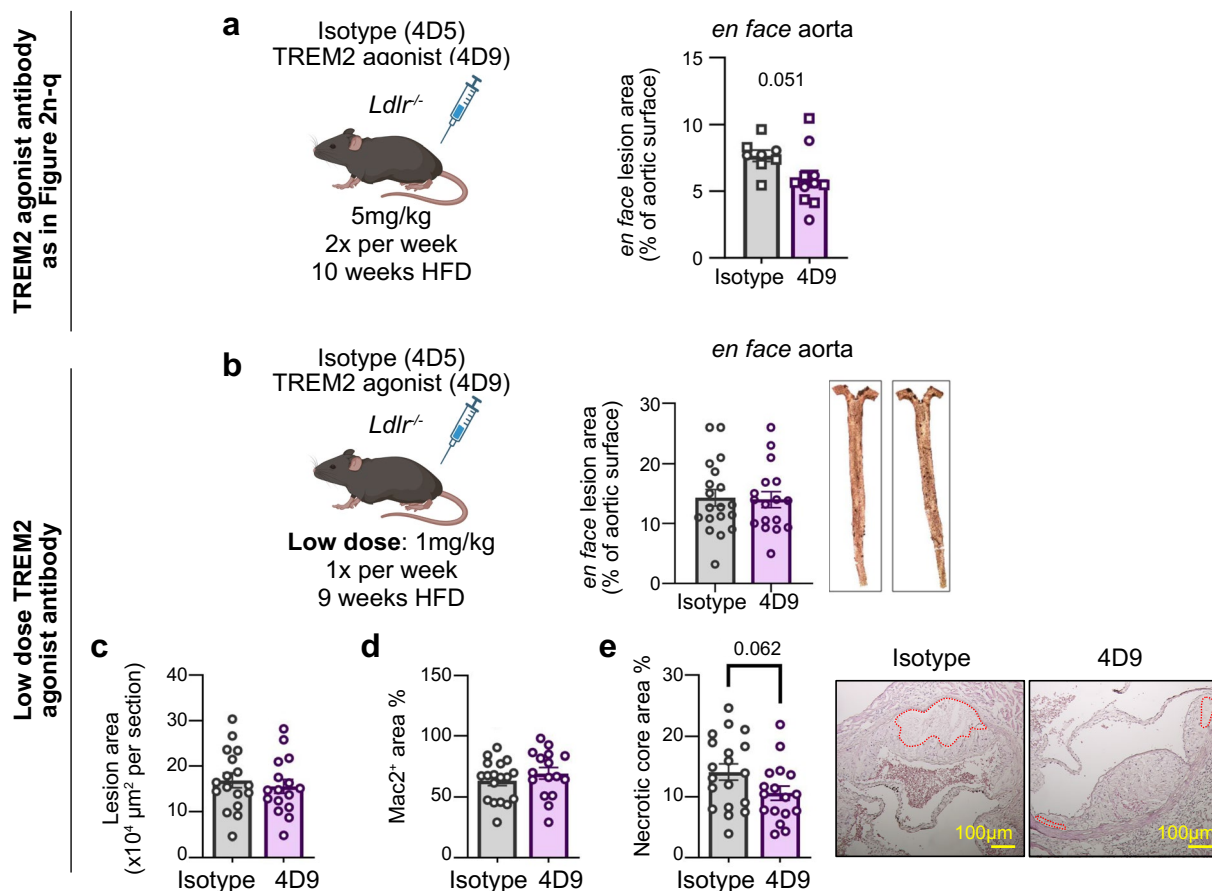 TREM2 agonist antibody
as in Figure 2n-q
a
Isotype (4D5)
TREM2 agonist (4D9)
Ldlr-/-
5mg/kg
2x per week
10 weeks HFD
en face aorta
en face lesion area
(% of aortic surface)
15
10
5
0
0.051
Isotype 4D9
Low dose TREM2
agonist antibody
b
Isotype (4D5)
TREM2 agonist (4D9)
Ldlr-/-
Low dose: 1mg/kg
1x per week
9 weeks HFD
en face aorta
en face lesion area
(% of aortic surface)
30
20
10
0
Isotype 4D9
c
Lesion area
(x10⁴ µm² per section)
40
30
20
10
0
Isotype 4D9
d
Mac2⁺ area %
150
100
50
0
Isotype 4D9
e
Necrotic core area %
30
20
10
0
0.062
Isotype 4D9
Isotype
100µm
4D9
100µm